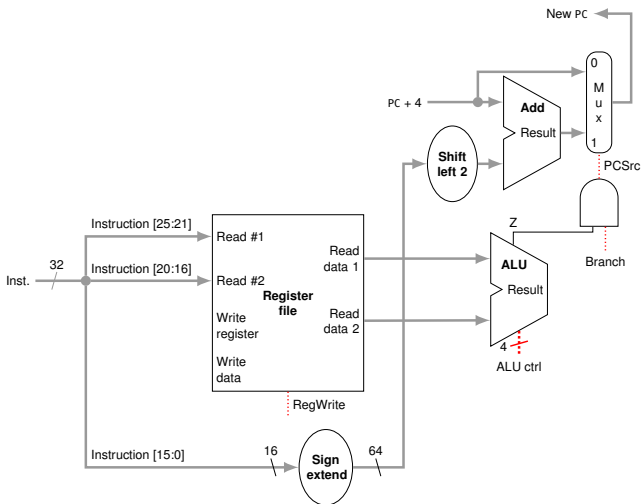 New PC
0
M
u
x
1
PC + 4
Add
Result
Shift
left 2
PCSrc
Instruction [25:21]
Read #1
Z
32
Inst.
Instruction [20:16]
Read #2
Read
data 1
ALU
Result
Branch
Register
file
Write
register
Read
data 2
Write
data
4
ALU ctrl
RegWrite
Instruction [15:0]
16
Sign
extend
64